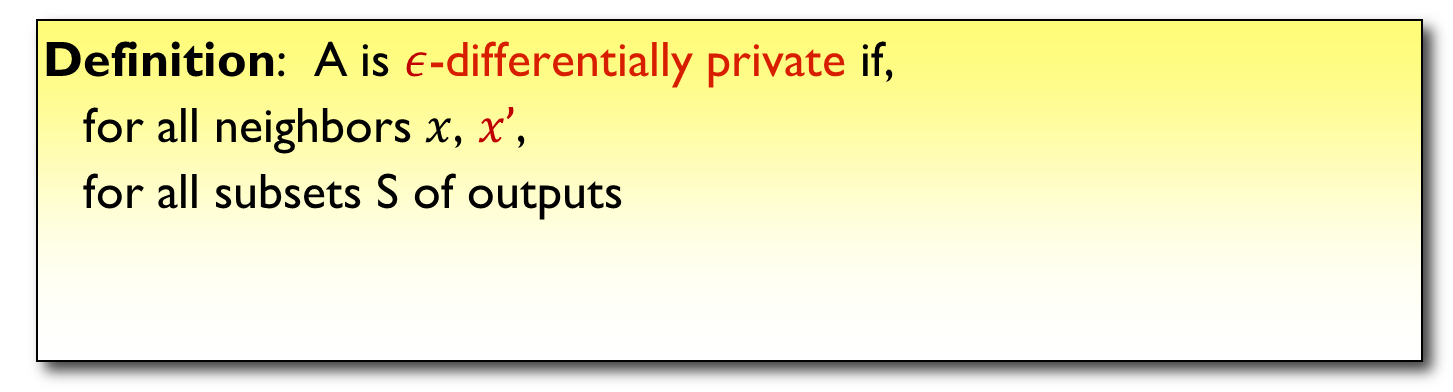 Definition: A is ϵ-differentially private if,
for all neighbors x, x’,
for all subsets S of outputs